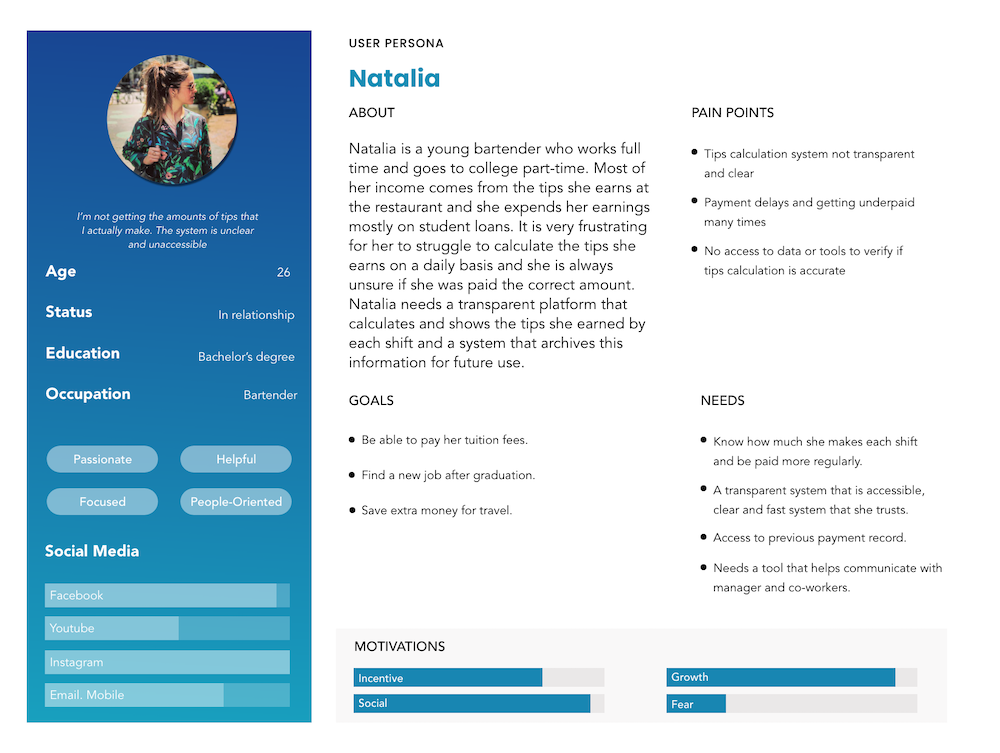 I'm not getting the amounts of tips that
I actually make. The system is unclear
and unaccessible
Age 26
Status In relationship
Education Bachelor's degree
Occupation Bartender
Passionate Helpful
Focused People-Oriented
Social Media
Facebook
Youtube
Instagram
Email. Mobile
USER PERSONA
Natalia
ABOUT
Natalia is a young bartender who works full
time and goes to college part-time. Most of
her income comes from the tips she earns at
the restaurant and she expends her earnings
mostly on student loans. It is very frustrating
for her to struggle to calculate the tips she
earns on a daily basis and she is always
unsure if she was paid the correct amount.
Natalia needs a transparent platform that
calculates and shows the tips she earned by
each shift and a system that archives this
information for future use.
PAIN POINTS
Tips calculation system not transparent
and clear
Payment delays and getting underpaid
many times
No access to data or tools to verify if
tips calculation is accurate
GOALS
Be able to pay her tuition fees.
Find a new job after graduation.
Save extra money for travel.
NEEDS
Know how much she makes each shift
and be paid more regularly.
A transparent system that is accessible,
clear and fast system that she trusts.
Access to previous payment record.
Needs a tool that helps communicate with
manager and co-workers.
MOTIVATIONS
Incentive
Social
Growth
Fear